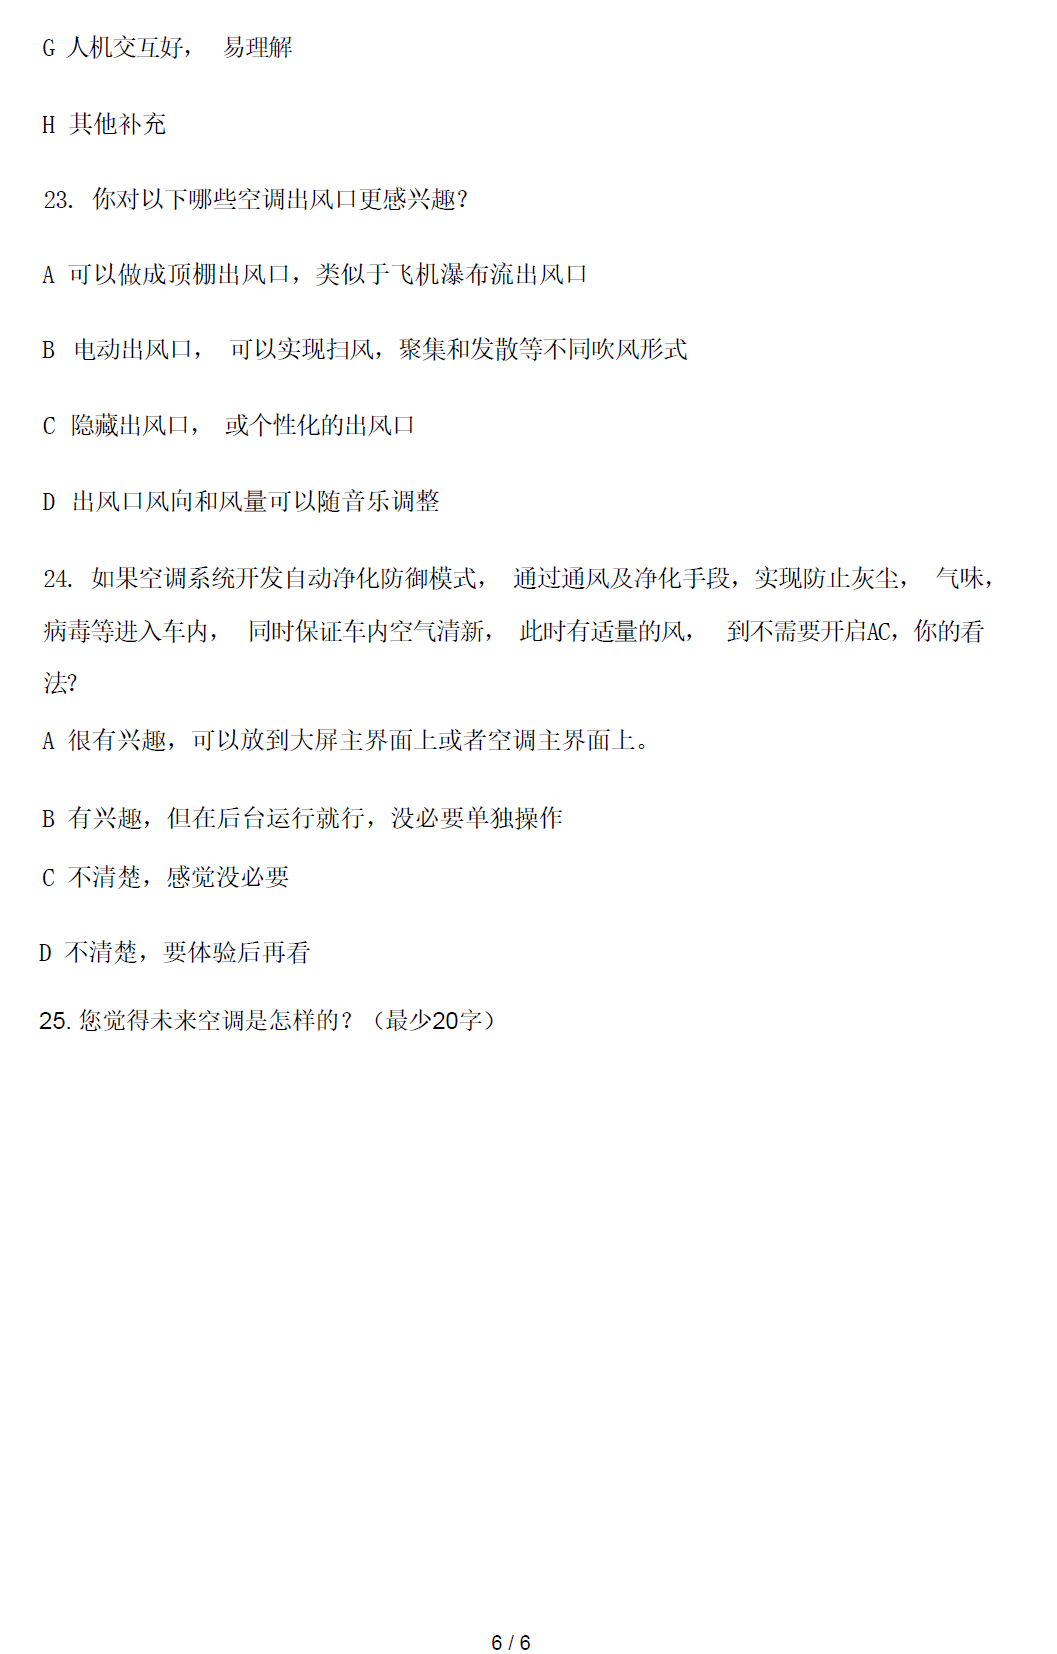 G 人机交互好， 易理解
H 其他补充
23. 你对以下哪些空调出风口更感兴趣？
A 可以做成顶棚出风口，类似于飞机瀑布流出风口
B 电动出风口， 可以实现扫风，聚集和发散等不同吹风形式
C 隐藏出风口， 或个性化的出风口
D 出风口风向和风量可以随音乐调整
24. 如果空调系统开发自动净化防御模式， 通过通风及净化手段，实现防止灰尘， 气味，
病毒等进入车内， 同时保证车内空气清新， 此时有适量的风， 到不需要开启AC，你的看
法？
A 很有兴趣，可以放到大屏主界面上或者空调主界面上。
B 有兴趣，但在后台运行就行，没必要单独操作
C 不清楚，感觉没必要
D 不清楚，要体验后再看
25. 您觉得未来空调是怎样的？（最少20字）
6 / 6